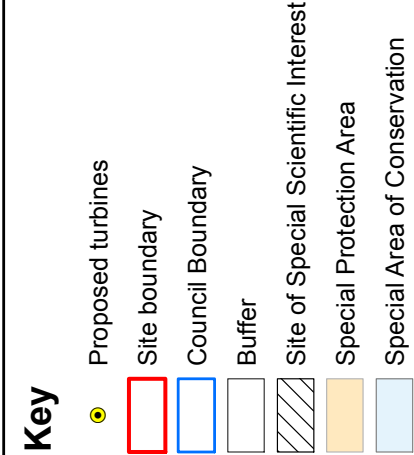 Key
Proposed turbines
Site boundary
Council Boundary
Buffer
Site of Special Scientific Interest
Special Protection Area
Special Area of Conservation